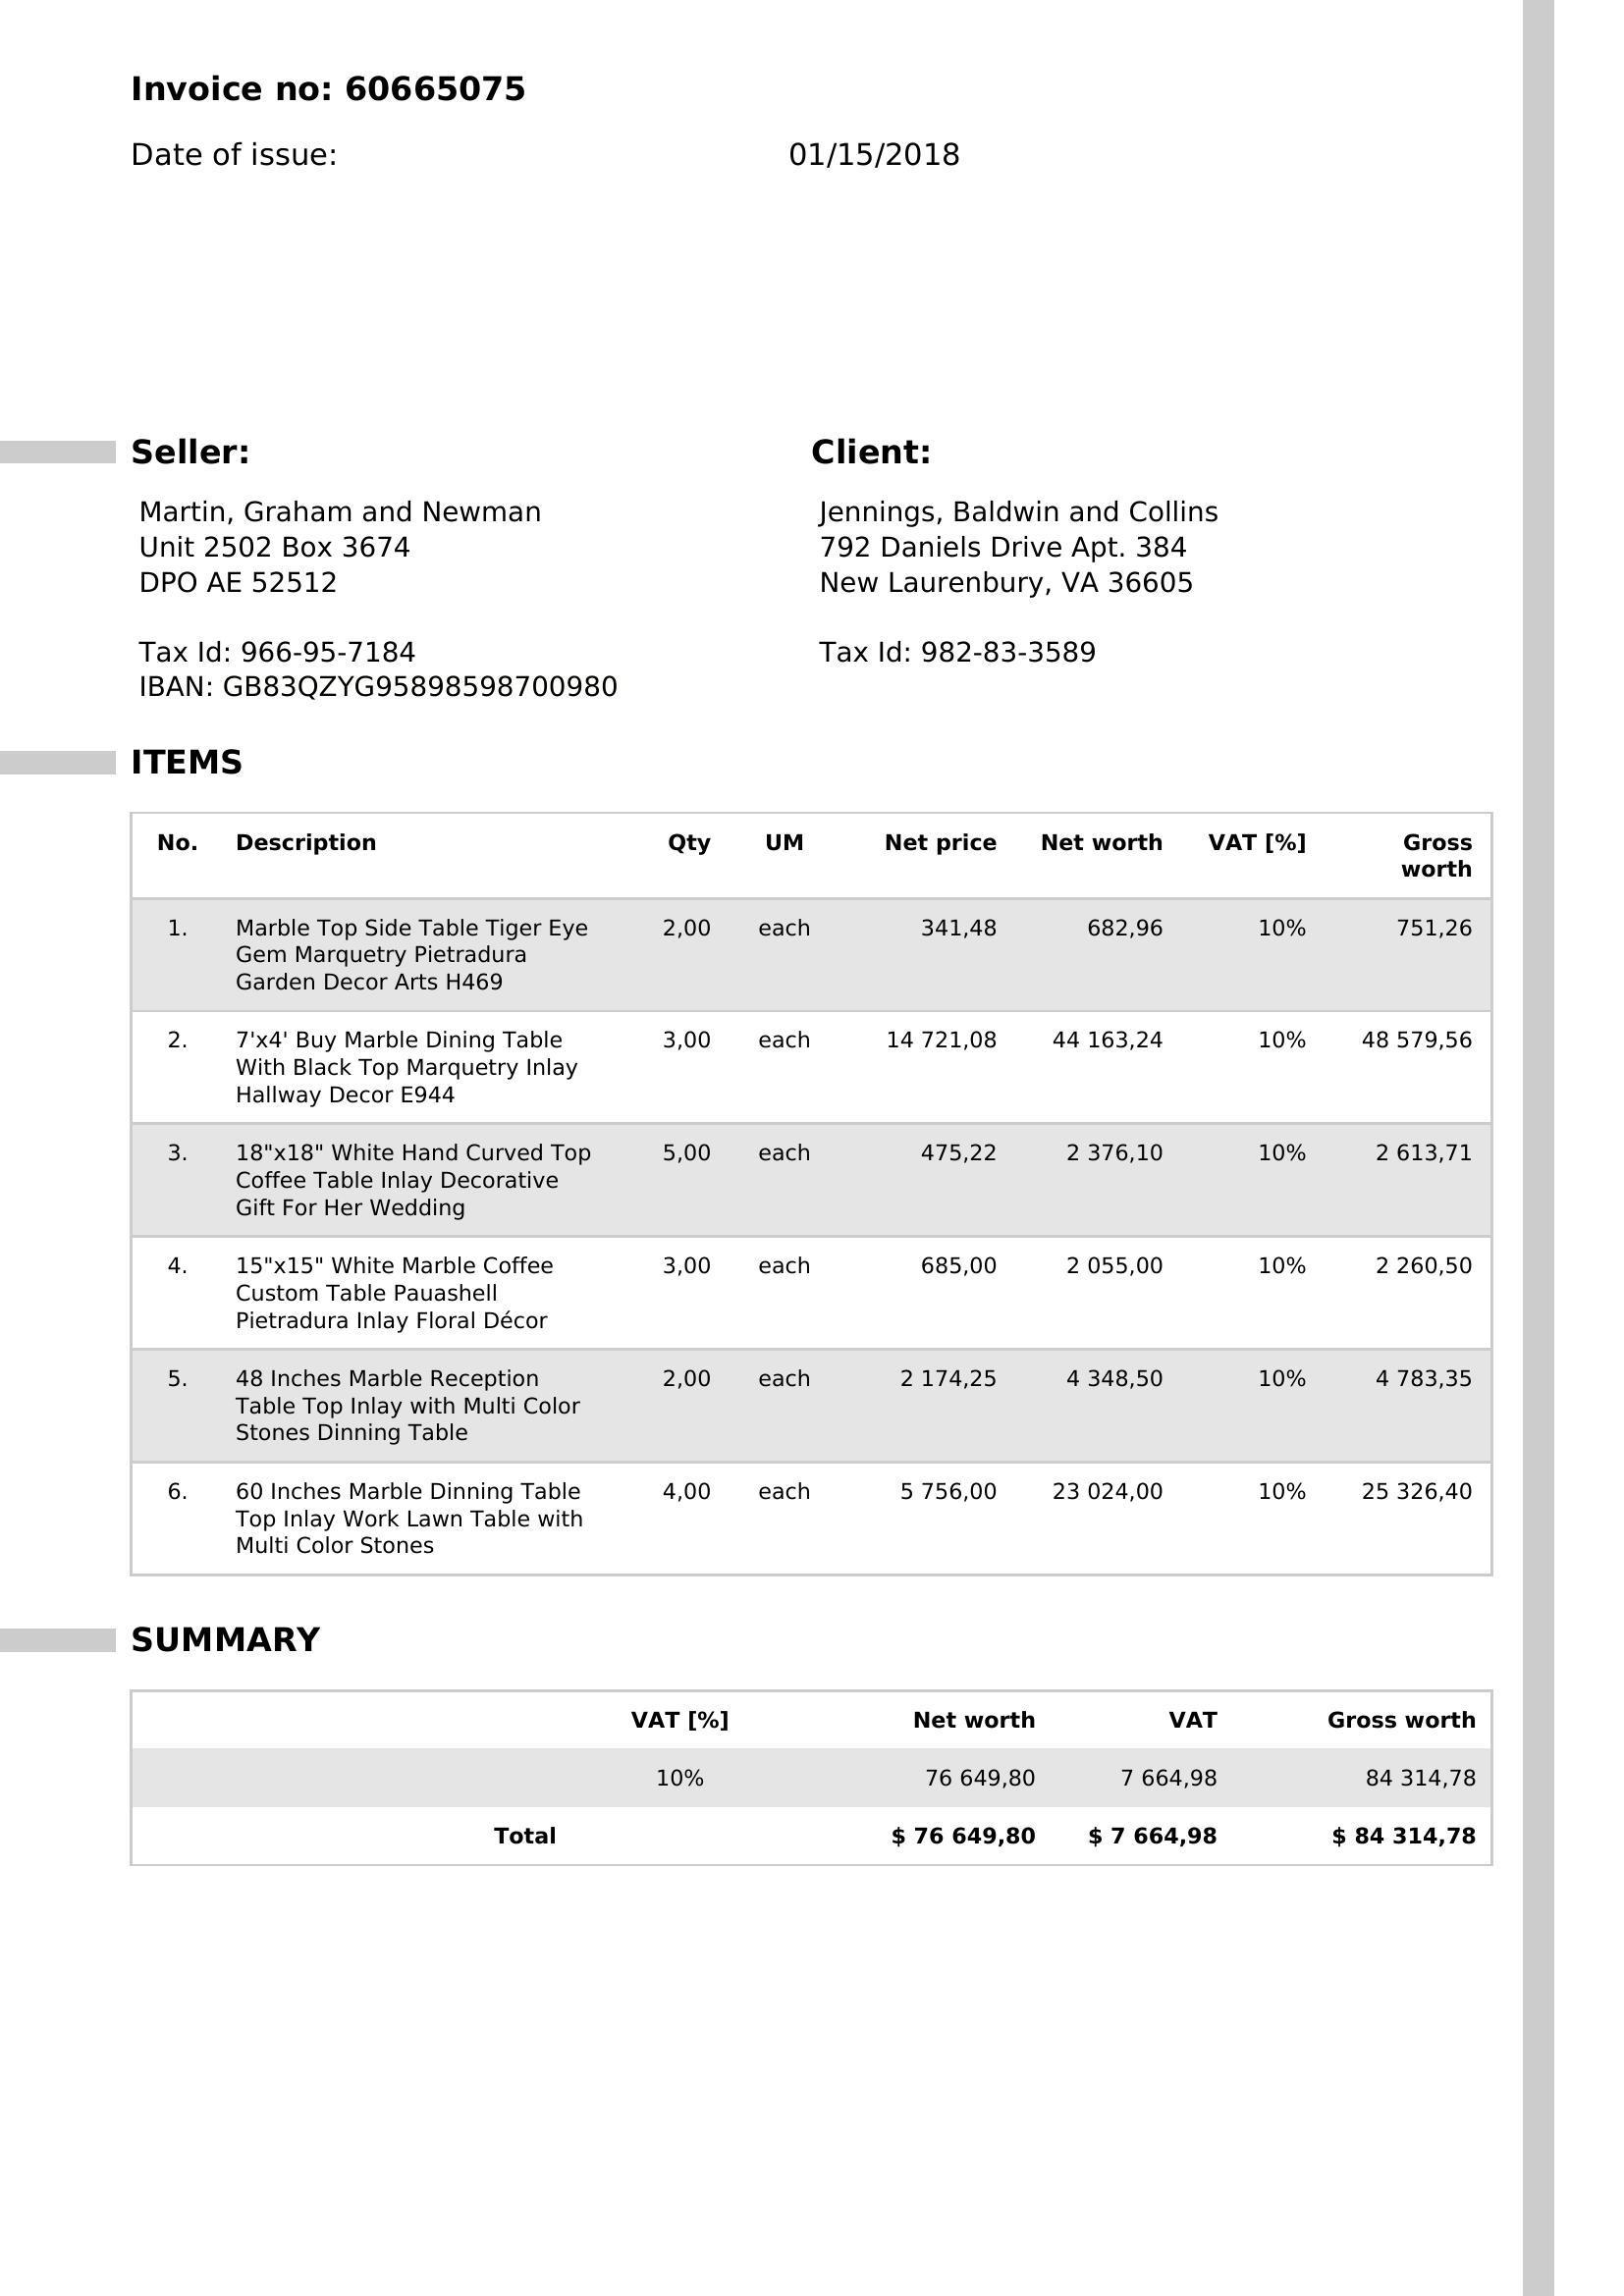 Invoice no: 60665075
Date of issue: 01/15/2018
Seller:
Martin, Graham and Newman
Unit 2502 Box 3674
DPO AE 52512
Tax Id: 966-95-7184
IBAN: GB83QZYG95898598700980
Client:
Jennings, Baldwin and Collins
792 Daniels Drive Apt. 384
New Laurenbury, VA 36605
Tax Id: 982-83-3589
ITEMS
No. Description Qty UM Net price Net worth VAT [%] Gross
worth
1. Marble Top Side Table Tiger Eye 2,00 each 341,48 682,96 10% 751,26
Gem Marquetry Pietradura
Garden Decor Arts H469
2. 7'x4' Buy Marble Dining Table 3,00 each 14 721,08 44 163,24 10% 48 579,56
With Black Top Marquetry Inlay
Hallway Decor E944
3. 18"x18" White Hand Curved Top 5,00 each 475,22 2 376,10 10% 2 613,71
Coffee Table Inlay Decorative
Gift For Her Wedding
4. 15"x15" White Marble Coffee 3,00 each 685,00 2 055,00 10% 2 260,50
Custom Table Pauashell
Pietradura Inlay Floral Décor
5. 48 Inches Marble Reception 2,00 each 2 174,25 4 348,50 10% 4 783,35
Table Top Inlay with Multi Color
Stones Dinning Table
6. 60 Inches Marble Dinning Table 4,00 each 5 756,00 23 024,00 10% 25 326,40
Top Inlay Work Lawn Table with
Multi Color Stones
SUMMARY
VAT [%] Net worth VAT Gross worth
10% 76 649,80 7 664,98 84 314,78
Total $ 76 649,80 $ 7 664,98 $ 84 314,78